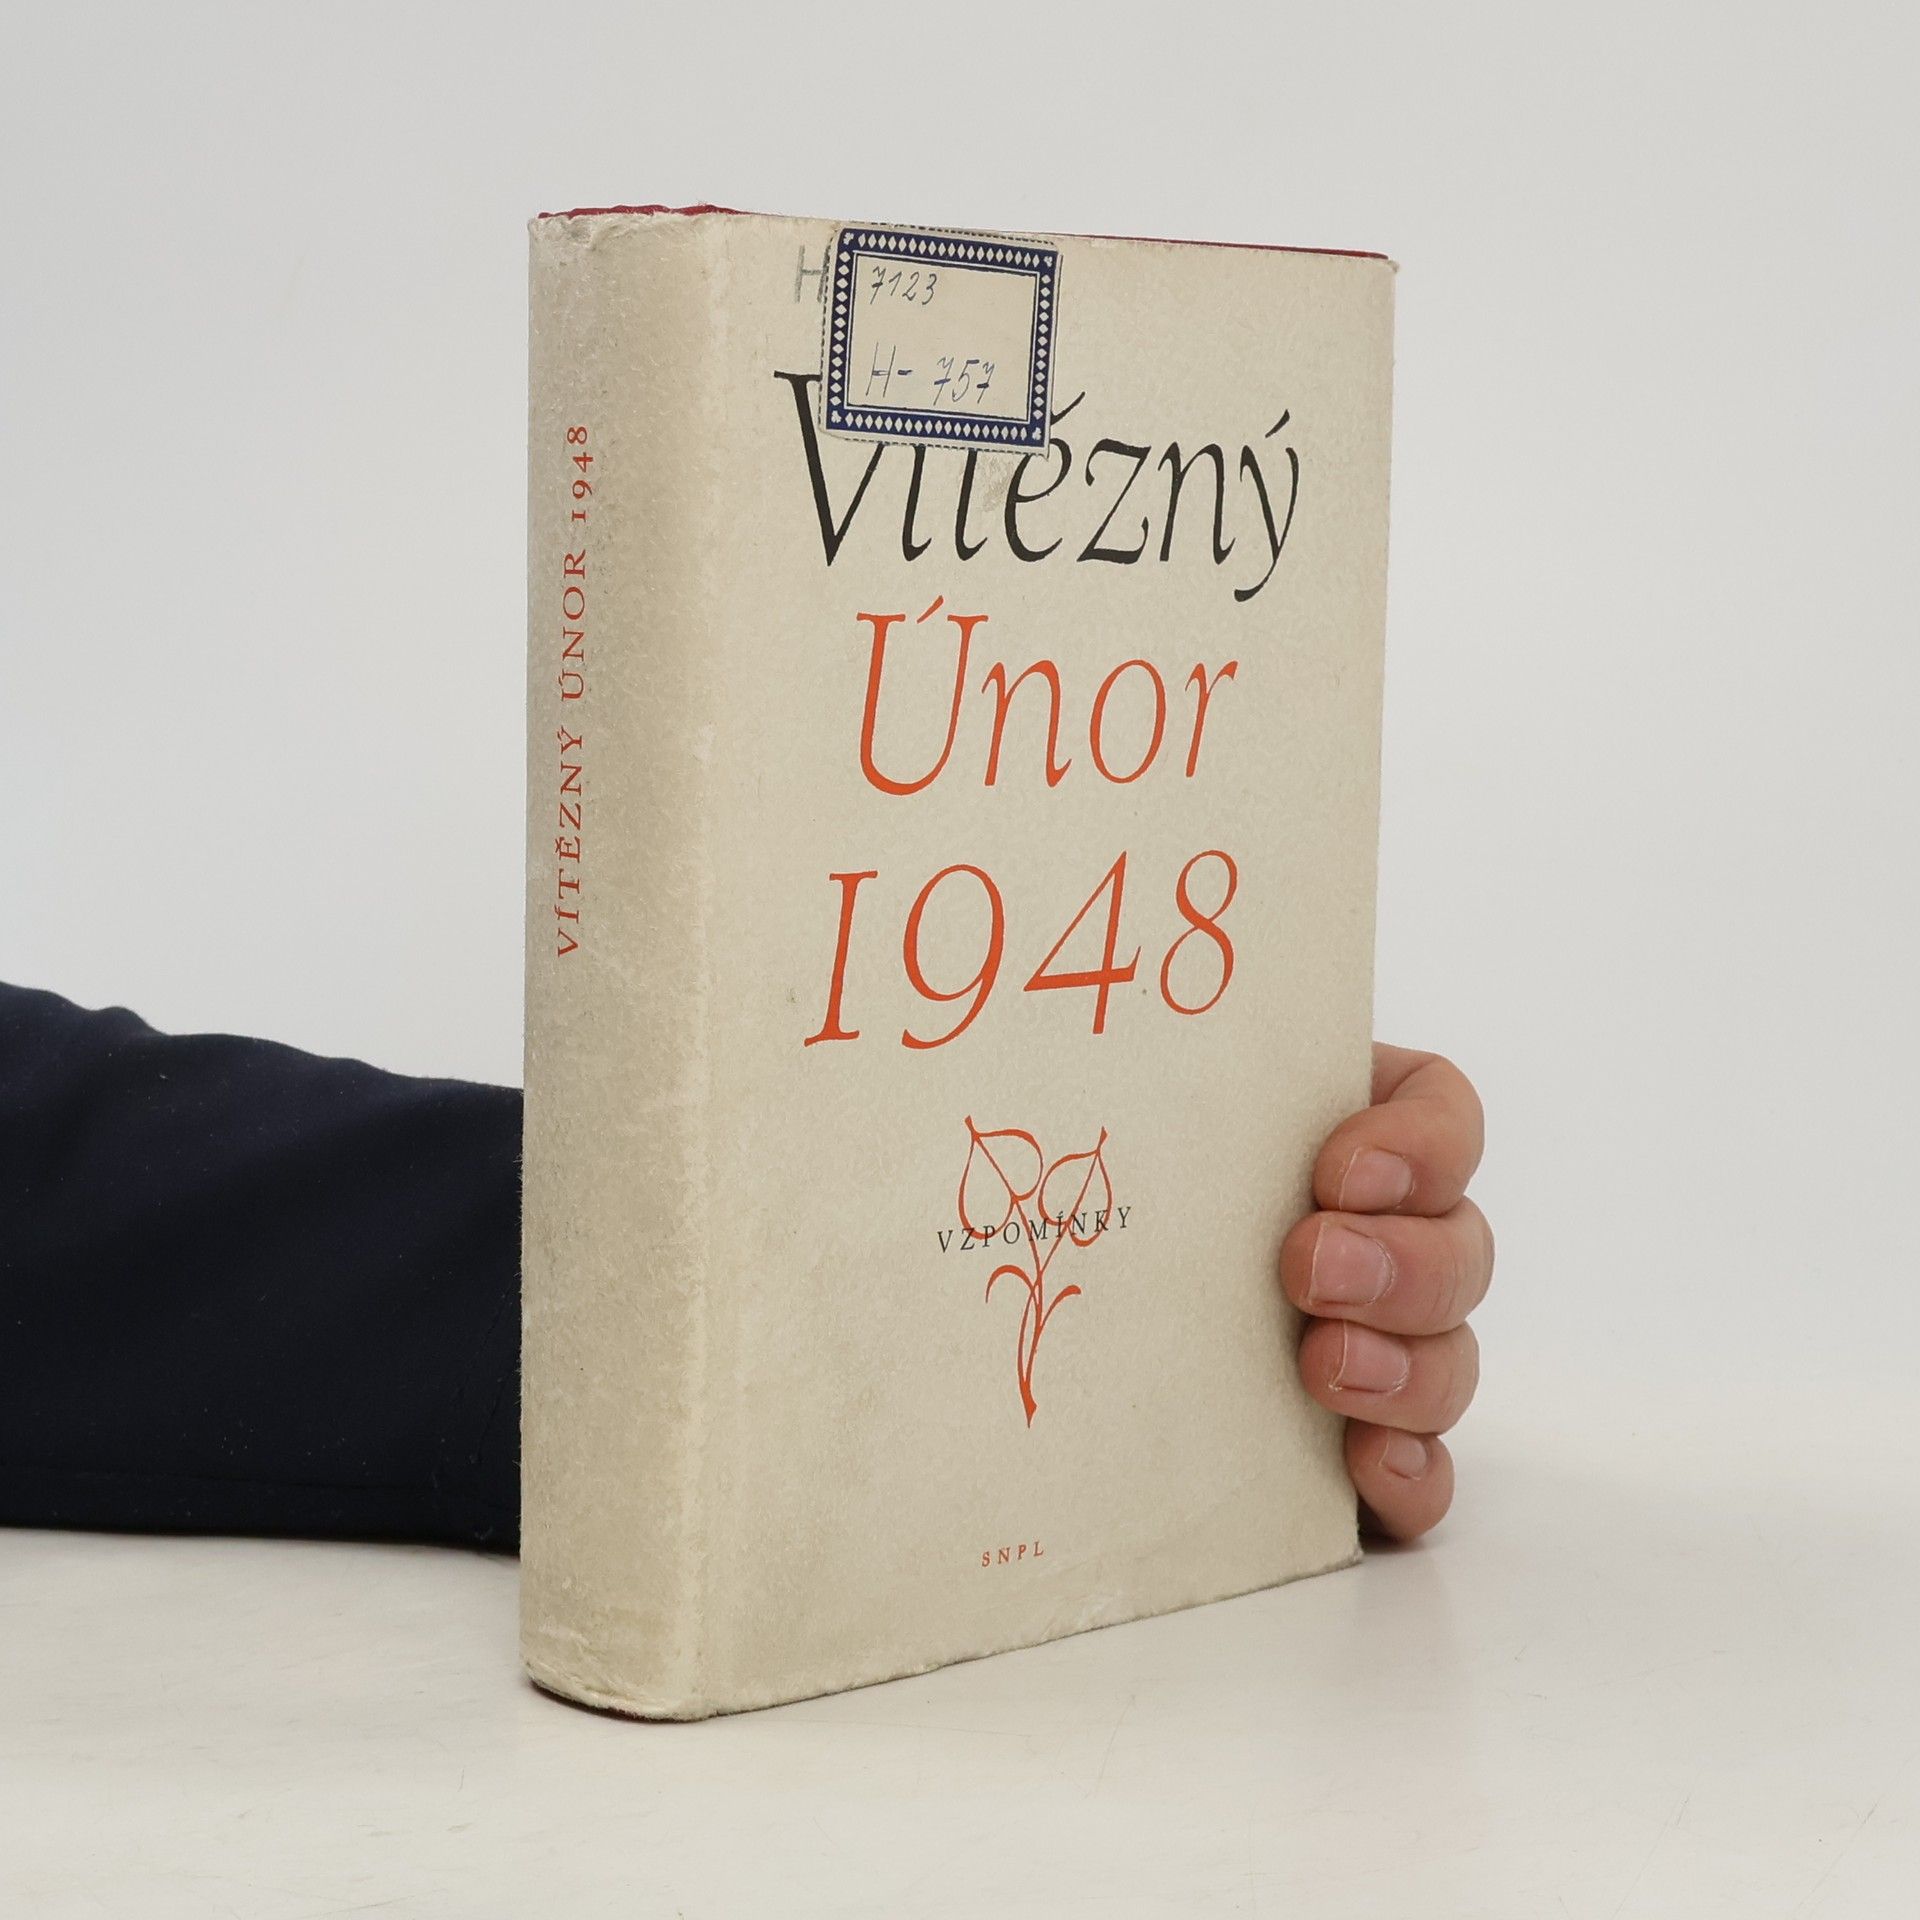 VÍTĚZNÝ ÚNOR 1948
H
7123
H- 757
Vítězný
Únor
1948
VZPOMÍNKY
SNPL